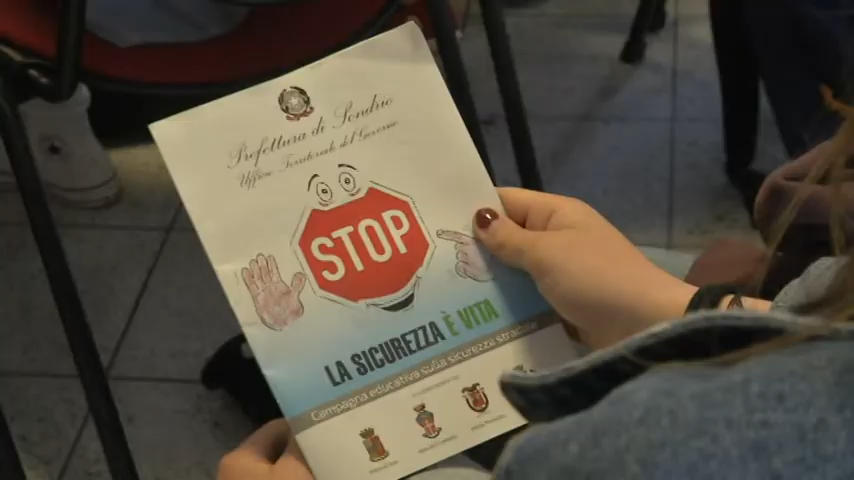 Prefettura di Sondrio
Ufficio Territoriale del Governo
STOP
LA SICUREZZA È VITA
Campagna educativa sulla sicurezza stradale